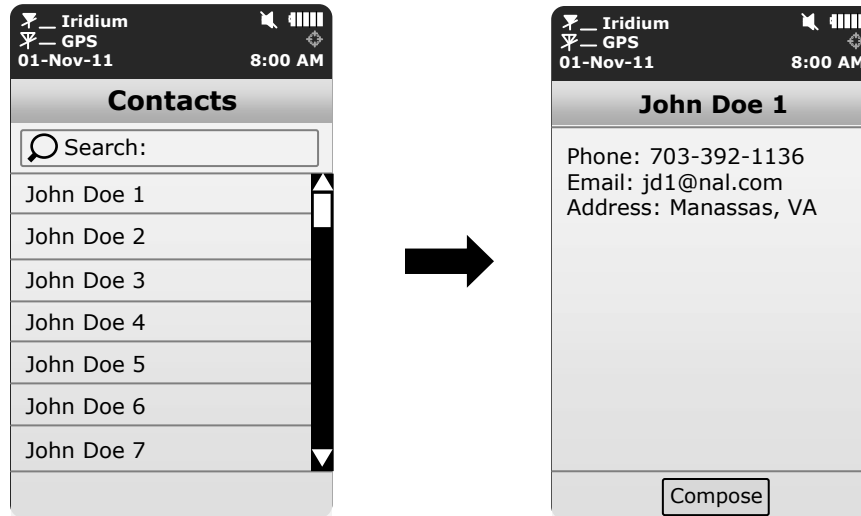 Iridium
GPS
01-Nov-11 8:00 AM
Contacts
Search:
John Doe 1
John Doe 2
John Doe 3
John Doe 4
John Doe 5
John Doe 6
John Doe 7
Iridium
GPS
01-Nov-11 8:00 AM
John Doe 1
Phone: 703-392-1136
Email: jd1@nal.com
Address: Manassas, VA
Compose